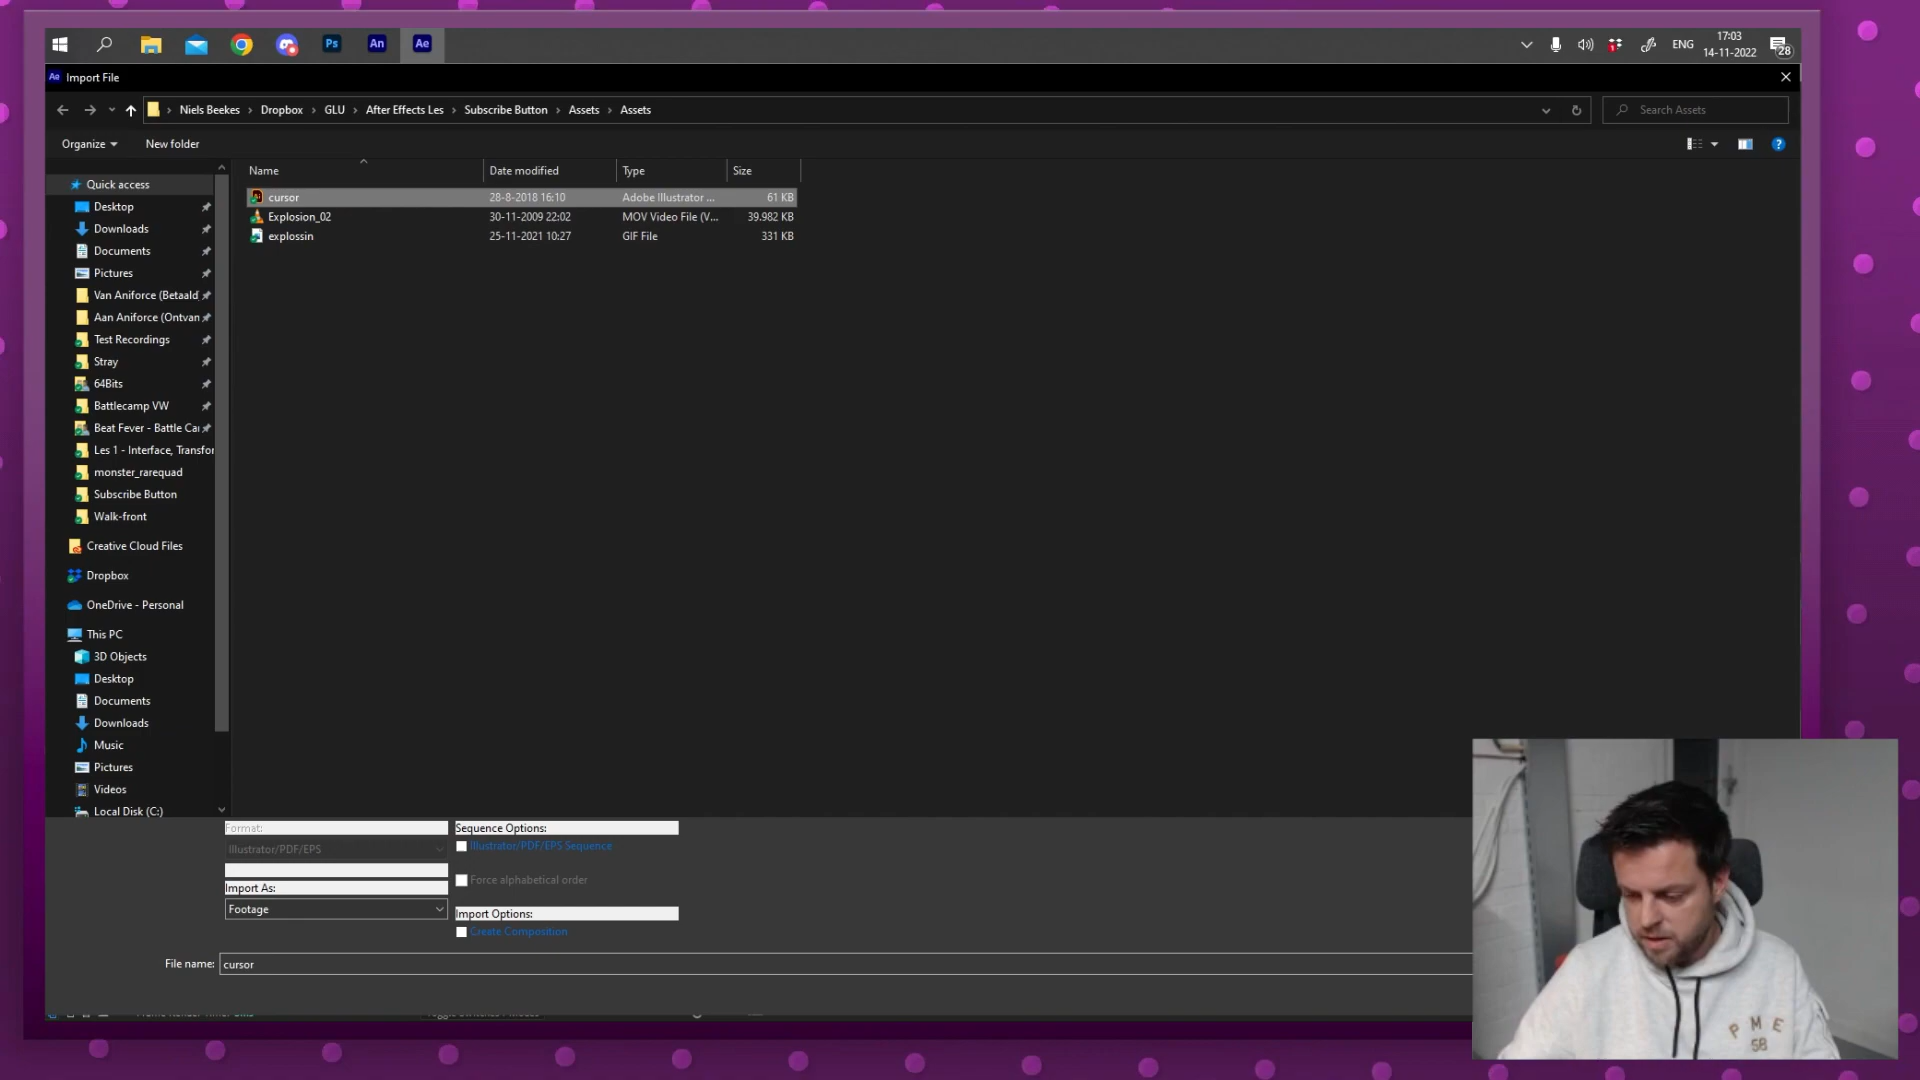 Ps
An
Ae
ENG
17:03
14-11-2022
28
Ae Import File
Niels Beekes > Dropbox > GLU > After Effects Les > Subscribe Button > Assets > Assets
Search Assets
Organize
New folder
Name
Date modified
Type
Size
cursor 28-8-2018 16:10 Adobe Illustrator ... 61 KB
Explosion_02 30-11-2009 22:02 MOV Video File (V... 39.982 KB
explossin 25-11-2021 10:27 GIF File 331 KB
Quick access
Desktop
Downloads
Documents
Pictures
Van Aniforce (Betaald
Aan Aniforce (Ontvan
Test Recordings
Stray
64Bits
Battlecamp VW
Beat Fever - Battle Ca
Les 1 - Interface, Transfor
monster_rarequad
Subscribe Button
Walk-front
Creative Cloud Files
Dropbox
OneDrive - Personal
This PC
3D Objects
Desktop
Documents
Downloads
Music
Pictures
Videos
Local Disk (C:)
Format:
Illustrator/PDF/EPS
Import As:
Footage
Sequence Options:
Illustrator/PDF/EPS Sequence
Force alphabetical order
Import Options:
Create Composition
File name: cursor
PME
58